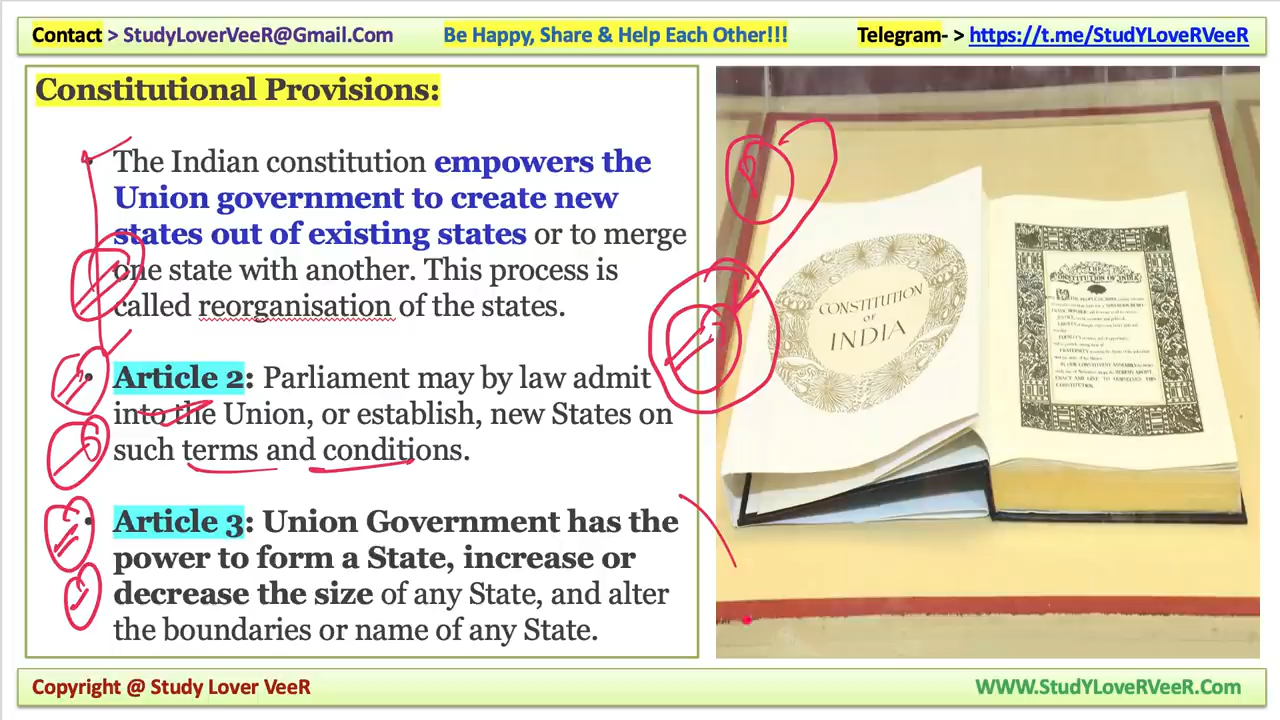 Contact > StudyLoverVeeR@Gmail.Com
Be Happy, Share & Help Each Other!!!
Telegram- > https://t.me/StudYLoveRVeeR
Constitutional Provisions:
• The Indian constitution empowers the
Union government to create new
states out of existing states or to merge
one state with another. This process is
called reorganisation of the states.
• Article 2: Parliament may by law admit
into the Union, or establish, new States on
such terms and conditions.
• Article 3: Union Government has the
power to form a State, increase or
decrease the size of any State, and alter
the boundaries or name of any State.
CONSTITUTION
OF
INDIA
THE
CONSTITUTION OF INDIA
Copyright @ Study Lover VeeR
WWW.StudYLoveRVeeR.Com